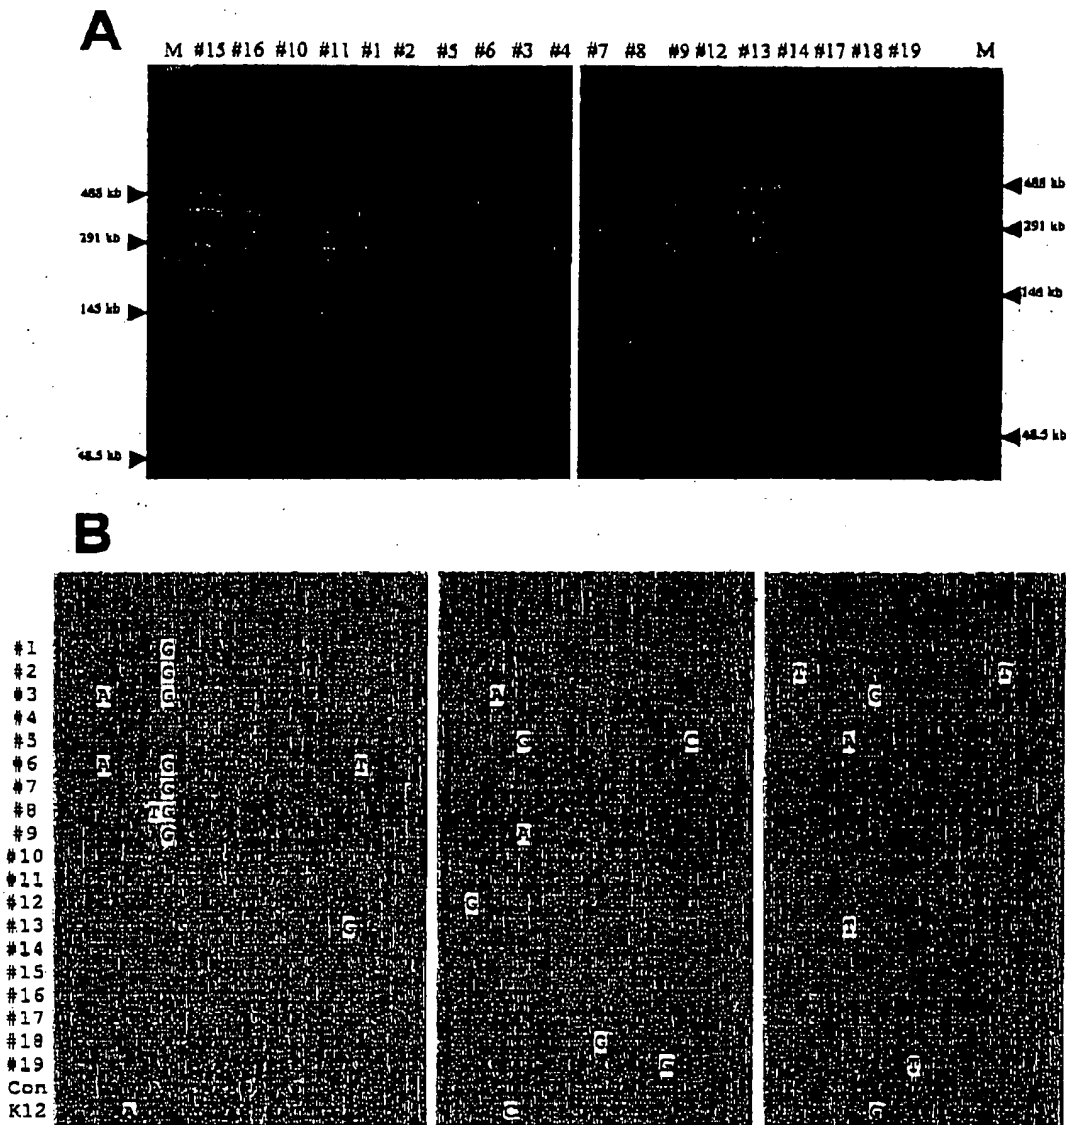 A
M #15 #16 #10 #11 #1 #2 #5 #6 #3 #4 #7 #8 #9 #12 #13 #14 #17 #18 #19 M
485 kb 485 kb
291 kb 291 kb
145 kb 146 kb
48.5 kb 48.5 kb
B
#1 G
#2 G T
#3 A G A G
#4
#5 G C A
#6 A G T
#7 G
#8 T G
#9 G A
#10
#11
#12 G
#13 G T
#14
#15
#16
#17
#18 G
#19 G T
Con
K12 A C G